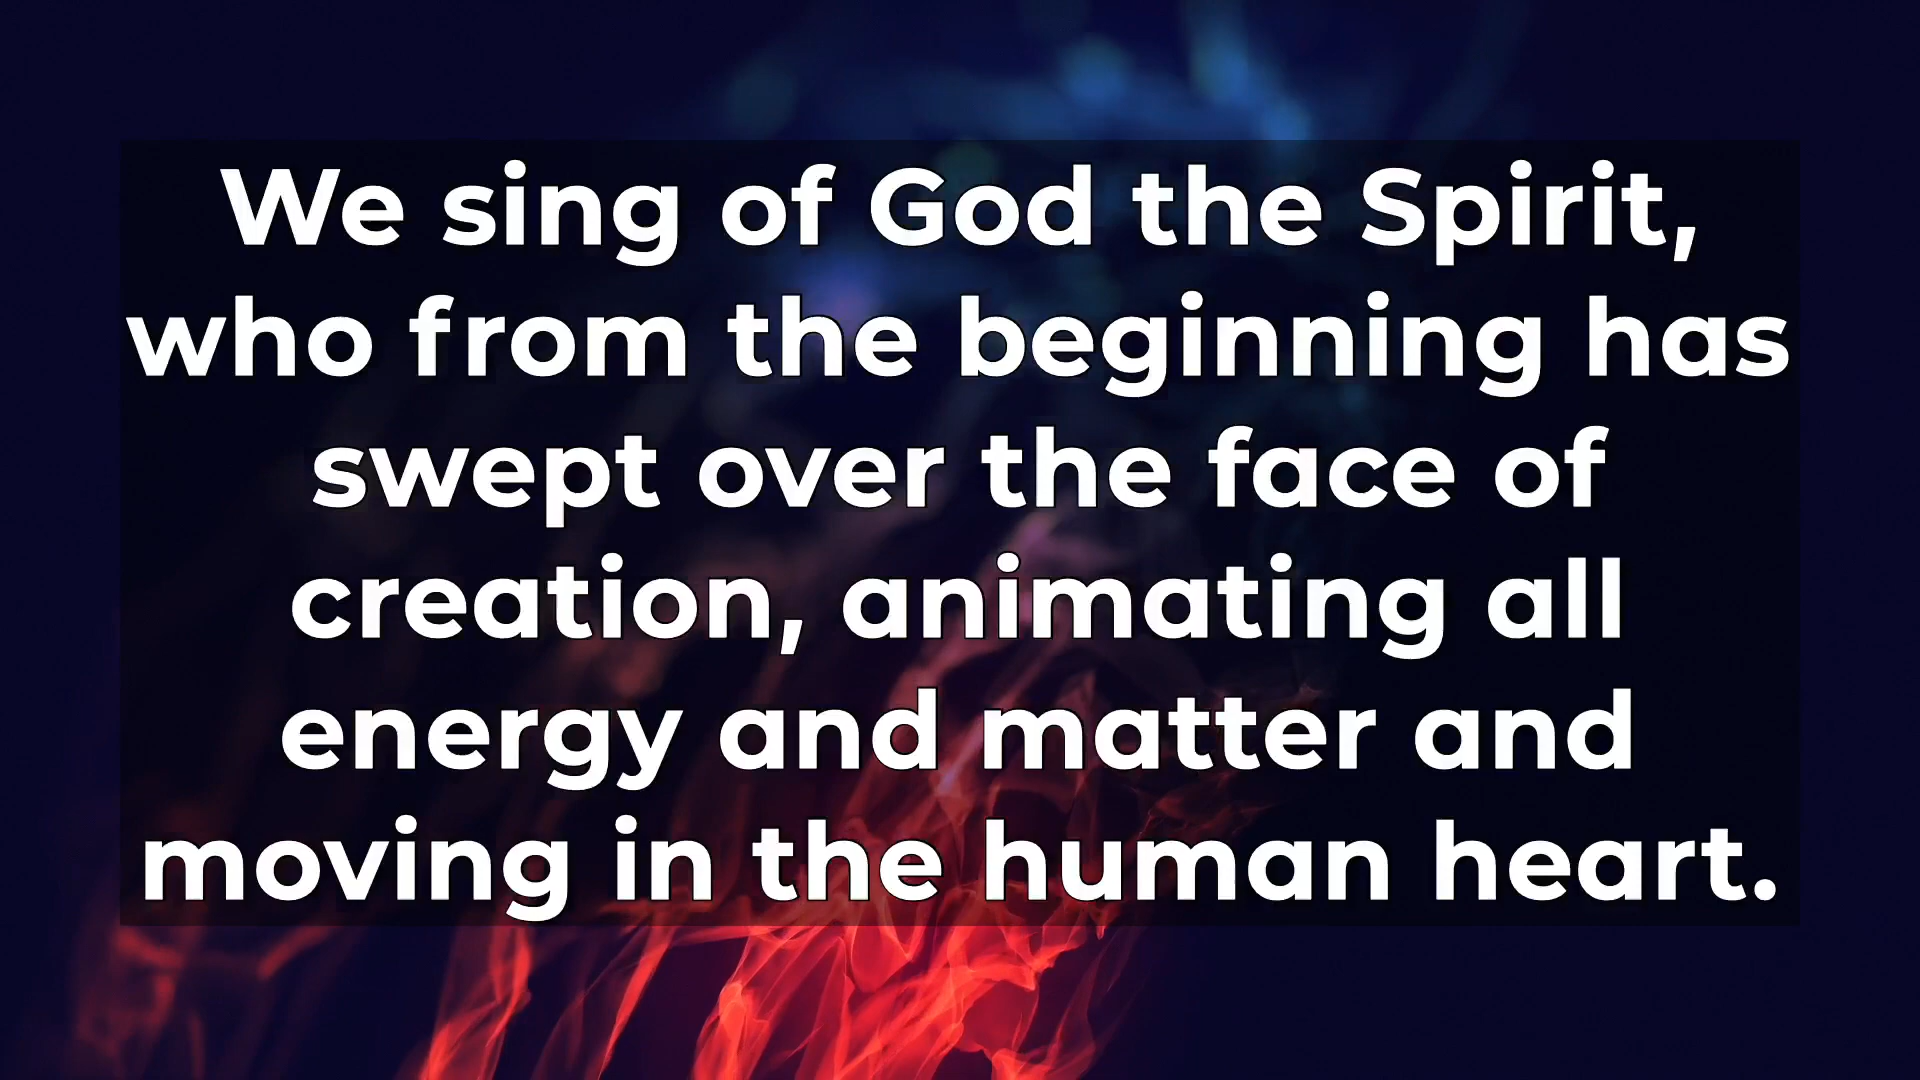 We sing of God the Spirit,
who from the beginning has
swept over the face of
creation, animating all
energy and matter and
moving in the human heart.